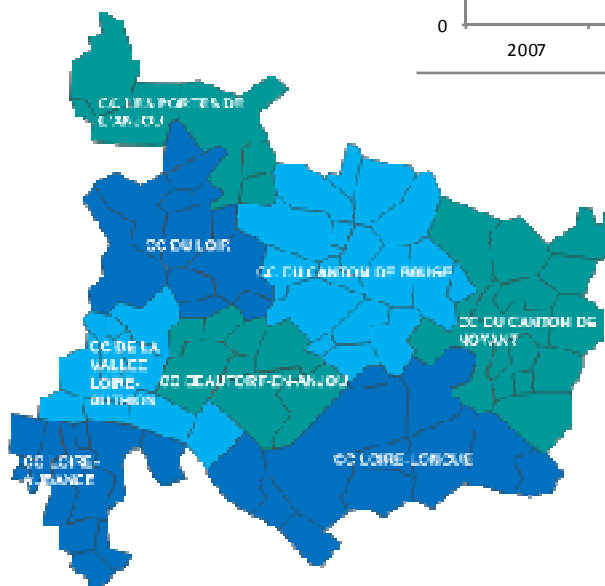 0
2007
CC LES PORTES DE
L'ANJOU
CC DU LOIR
CC DU CANTON DE BAUGE
CC DU CANTON DE
NOYANT
CC DE LA
VALLEE
LOIRE-
AUTHION
CC BEAUFORT-EN-ANJOU
CC LOIRE-LONGUE
CC LOIRE-
AUBANCE